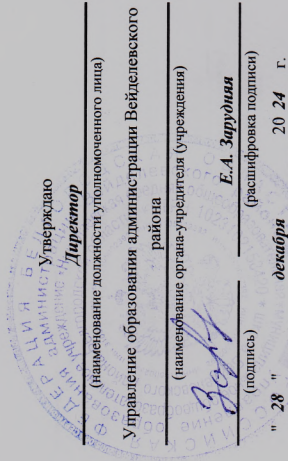 Утверждаю
Директор
(наименование должности уполномоченного лица)
Управление образования администрации Вейделевского
района
(наименование органа-учредителя (учреждения)
Е.А. Зарудняя
(подпись) (расшифровка подписи)
" 28 " декабря 20 24 г.